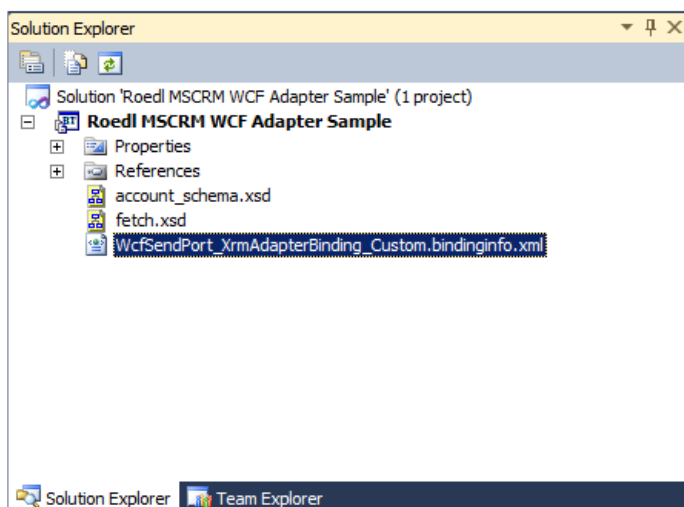 Solution Explorer
Solution 'Roedl MSCRM WCF Adapter Sample' (1 project)
BT Roedl MSCRM WCF Adapter Sample
Properties
References
account_schema.xsd
fetch.xsd
WcfSendPort_XrmAdapterBinding_Custom.bindinginfo.xml
Solution Explorer Team Explorer